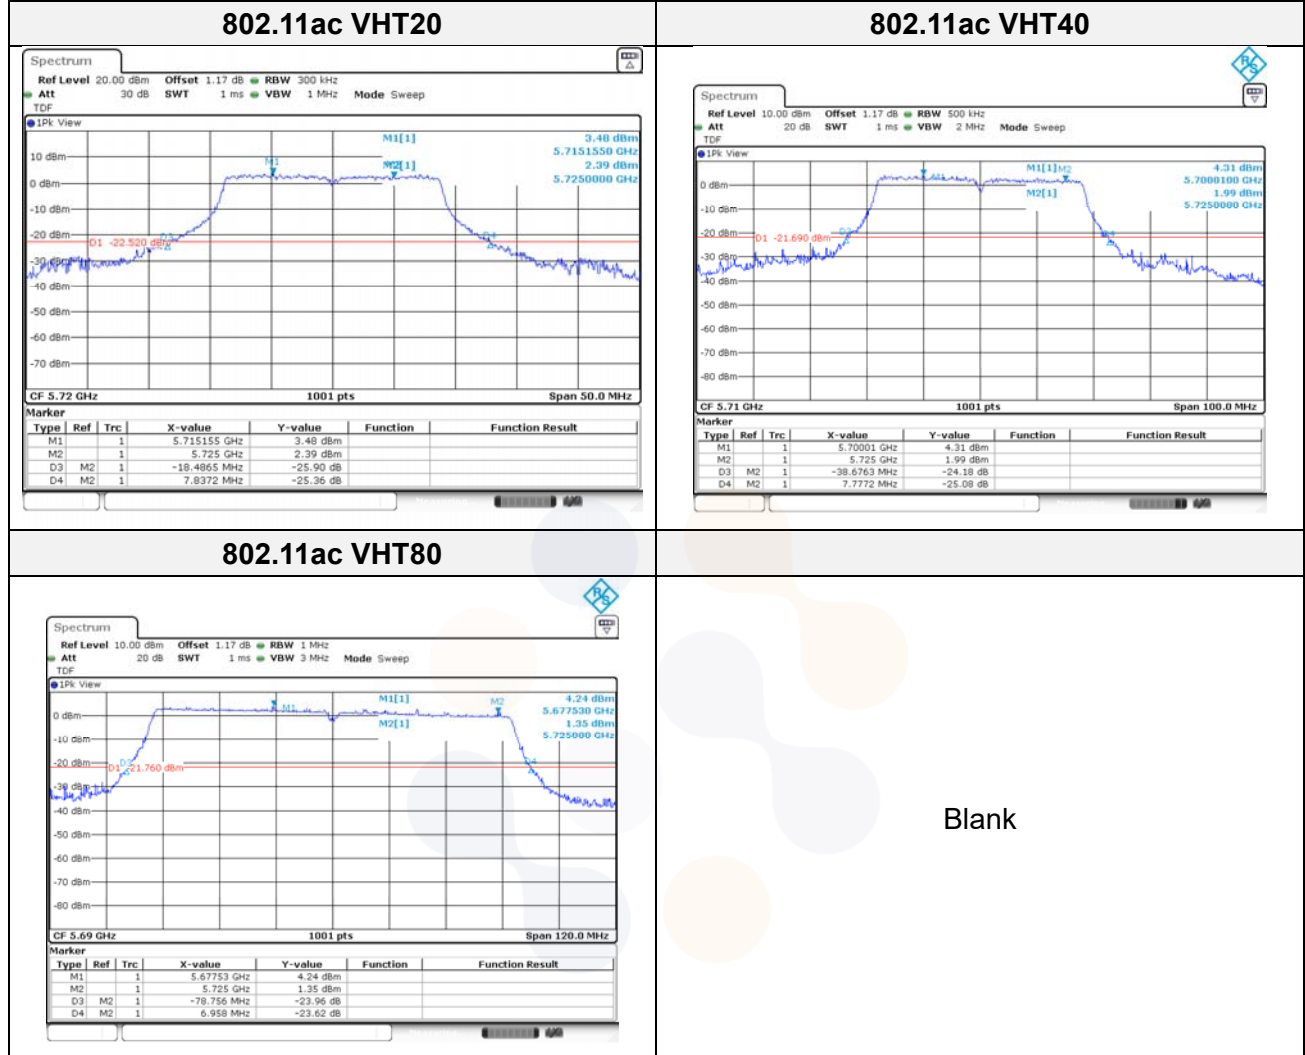 802.11ac VHT20
802.11ac VHT40
Spectrum
Ref Level 20.00 dBm Offset 1.17 dB RBW 300 kHz
Att 30 dB SWT 1 ms VBW 1 MHz Mode Sweep
TDF
1Pk View
M1[1] 3.48 dBm
5.7151550 GHz
M2[1] 2.39 dBm
5.7250000 GHz
M1
10 dBm
0 dBm
-10 dBm
-20 dBm
D1 -22.520 dBm
D3
D4
-30 dBm
-40 dBm
-50 dBm
-60 dBm
-70 dBm
CF 5.72 GHz 1001 pts Span 50.0 MHz
Marker
Type Ref Trc X-value Y-value Function Function Result
M1 1 5.715155 GHz 3.48 dBm
M2 1 5.725 GHz 2.39 dBm
D3 M2 1 -18.4865 MHz -25.90 dB
D4 M2 1 7.8372 MHz -25.36 dB
R&S
Spectrum
Ref Level 10.00 dBm Offset 1.17 dB RBW 500 kHz
Att 20 dB SWT 1 ms VBW 2 MHz Mode Sweep
TDF
1Pk View
M1[1] M2 4.31 dBm
5.7000100 GHz
M2[1] 1.99 dBm
5.7250000 GHz
M1
0 dBm
-10 dBm
-20 dBm
D1 -21.690 dBm
D3
D4
-30 dBm
-40 dBm
-50 dBm
-60 dBm
-70 dBm
-80 dBm
CF 5.71 GHz 1001 pts Span 100.0 MHz
Marker
Type Ref Trc X-value Y-value Function Function Result
M1 1 5.70001 GHz 4.31 dBm
M2 1 5.725 GHz 1.99 dBm
D3 M2 1 -38.6763 MHz -24.18 dB
D4 M2 1 7.7772 MHz -25.08 dB
802.11ac VHT80
R&S
Spectrum
Ref Level 10.00 dBm Offset 1.17 dB RBW 1 MHz
Att 20 dB SWT 1 ms VBW 3 MHz Mode Sweep
TDF
1Pk View
M1[1] M2 4.24 dBm
5.677530 GHz
M2[1] 1.35 dBm
5.725000 GHz
M1
0 dBm
-10 dBm
-20 dBm
D1 -21.760 dBm
D3
D4
-30 dBm
-40 dBm
-50 dBm
-60 dBm
-70 dBm
-80 dBm
CF 5.69 GHz 1001 pts Span 120.0 MHz
Marker
Type Ref Trc X-value Y-value Function Function Result
M1 1 5.67753 GHz 4.24 dBm
M2 1 5.725 GHz 1.35 dBm
D3 M2 1 -78.756 MHz -23.96 dB
D4 M2 1 6.958 MHz -23.62 dB
Blank